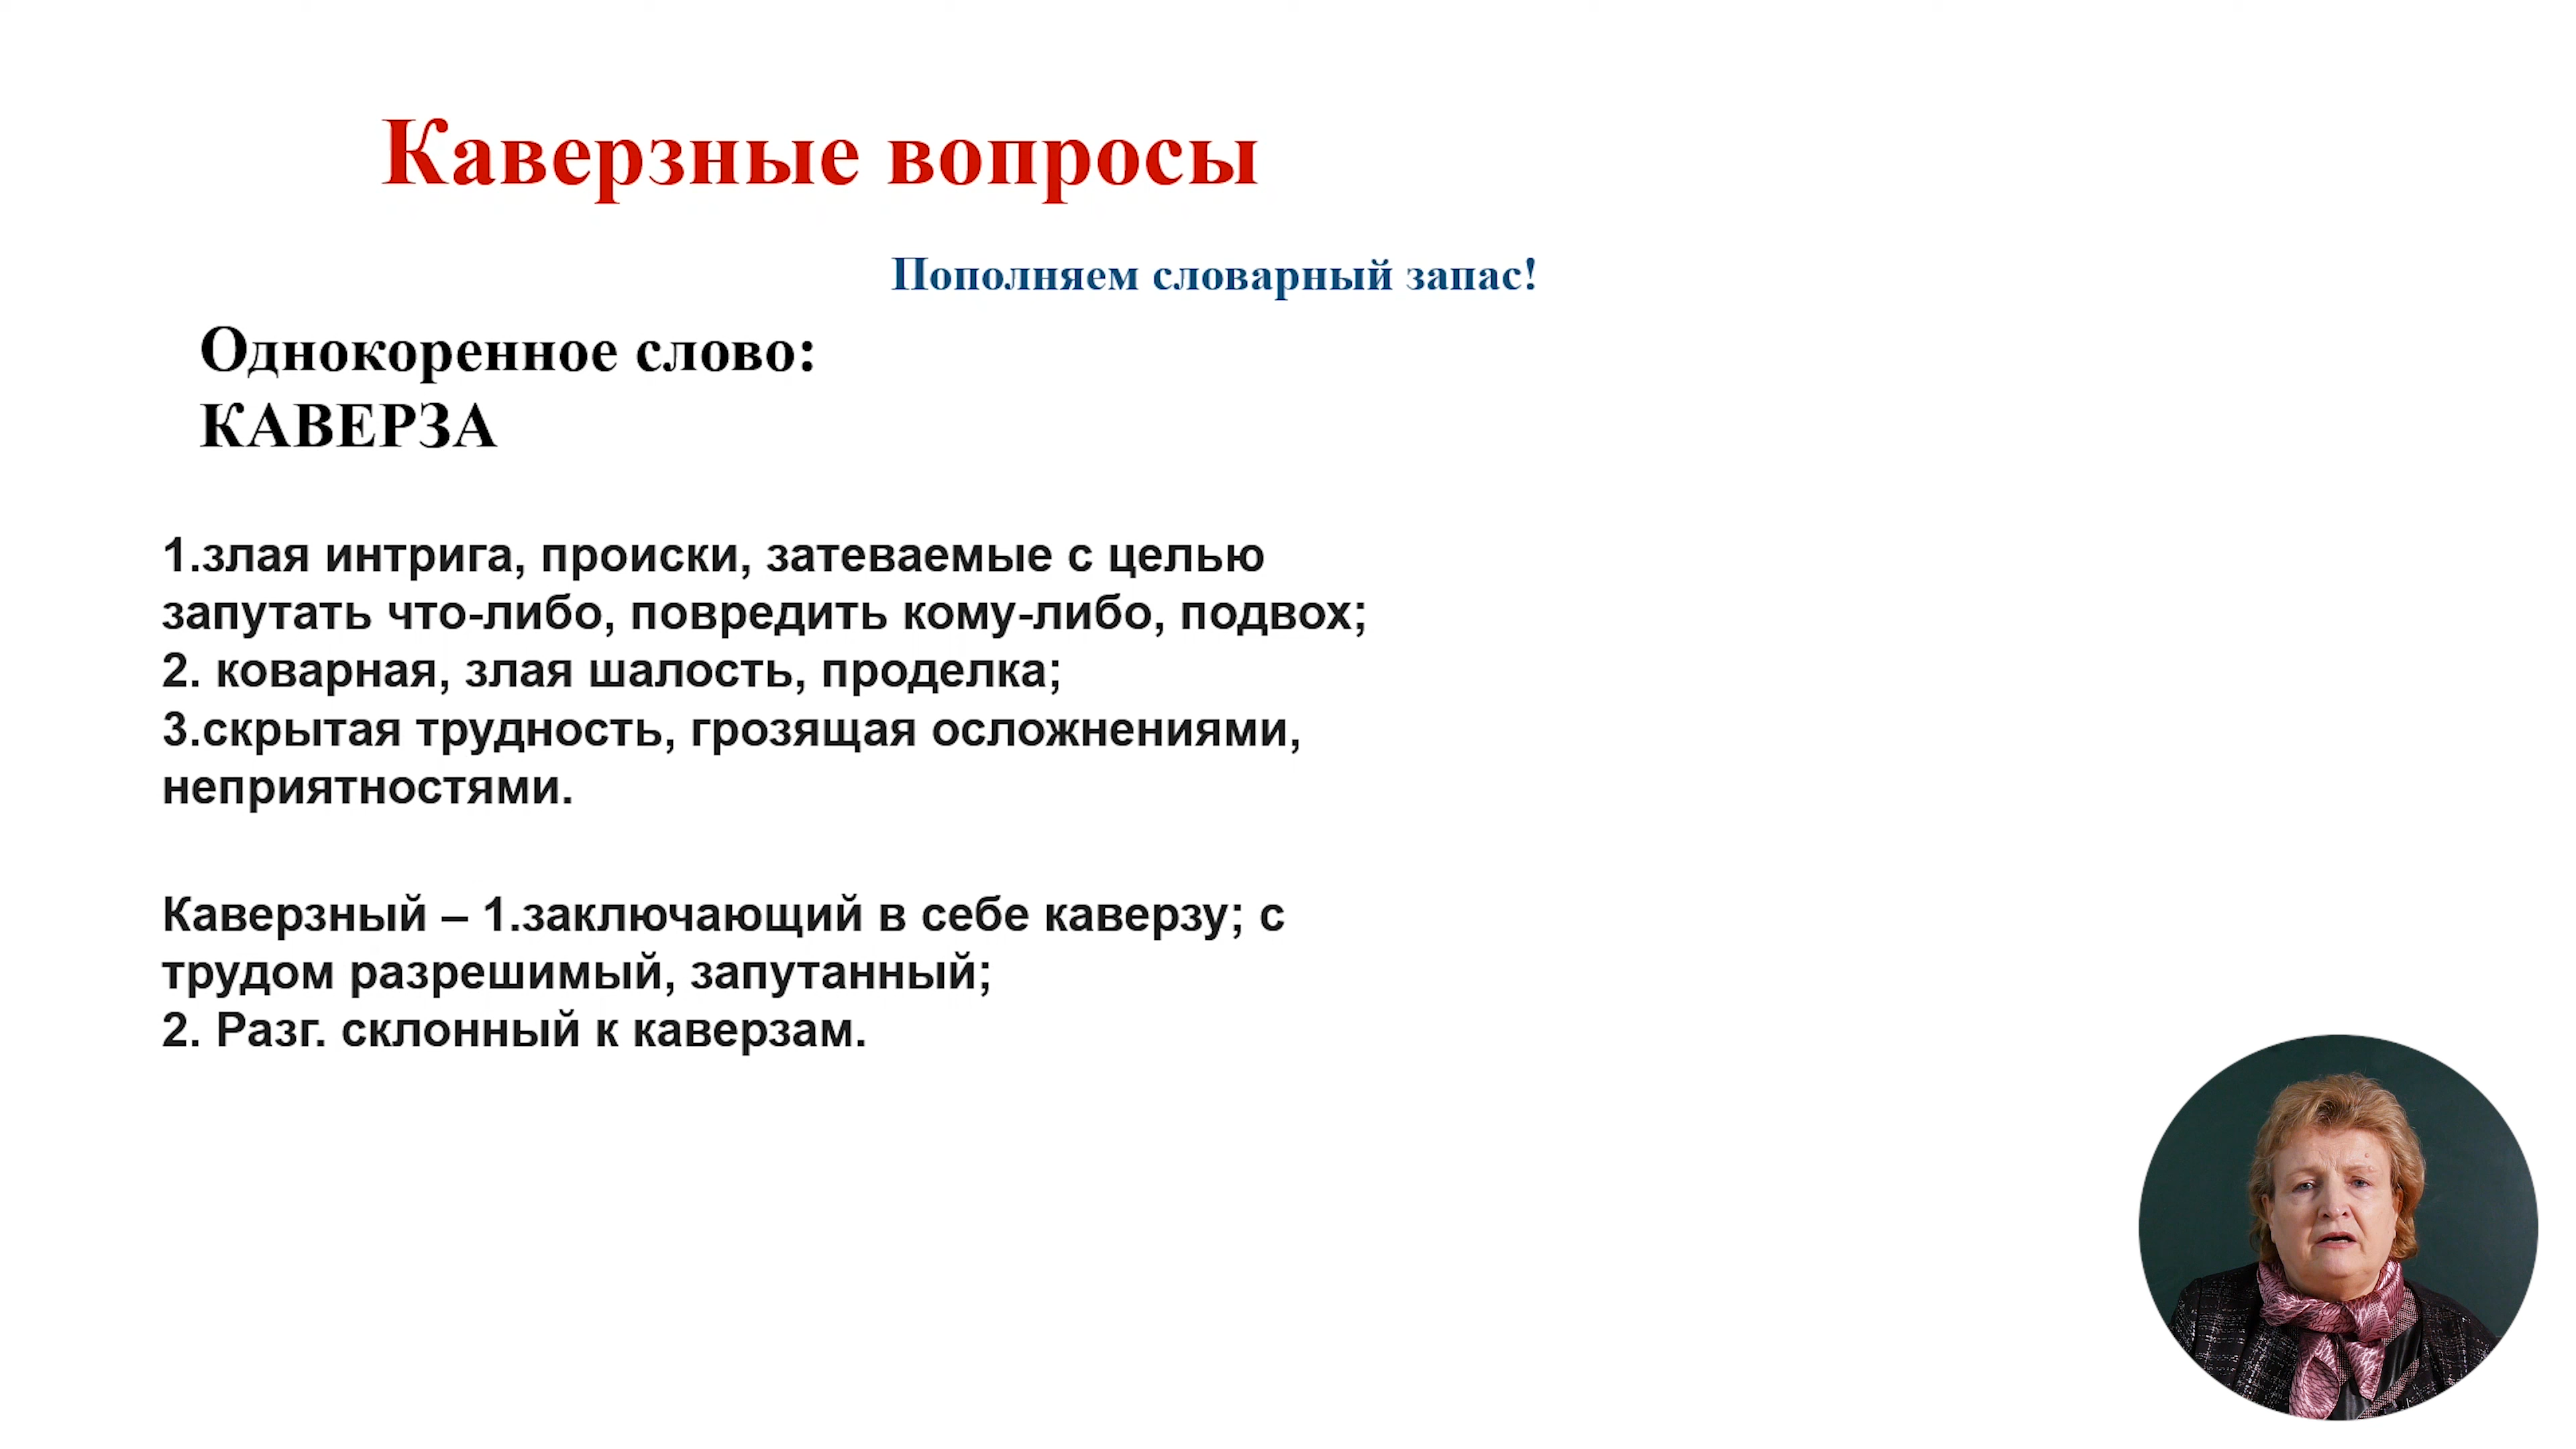 Каверзные вопросы
Пополняем словарный запас!
Однокоренное слово:
КАВЕРЗА
1.злая интрига, происки, затеваемые с целью
запутать что-либо, повредить кому-либо, подвох;
2. коварная, злая шалость, проделка;
3.скрытая трудность, грозящая осложнениями,
неприятностями.
Каверзный – 1.заключающий в себе каверзу; с
трудом разрешимый, запутанный;
2. Разг. склонный к каверзам.